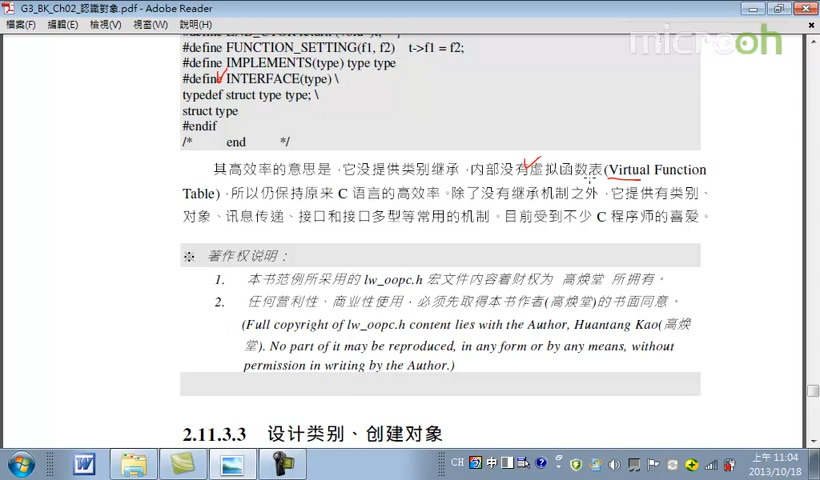 G3_BK_Ch02_認識對象.pdf - Adobe Reader
檔案(F) 編輯(E) 檢視(V) 視窗(W) 說明(H)
microoh
#define FUNCTION_SETTING(f1, f2) t->f1 = f2;
#define IMPLEMENTS(type) type type
#define INTERFACE(type) \
typedef struct type type; \
struct type
#endif
/* end */
其高效率的意思是，它没提供类别继承，内部没有虚拟函数表(Virtual Function
Table)，所以仍保持原来 C 语言的高效率。除了没有继承机制之外，它提供有类别、
对象、讯息传递、接口和接口多型等常用的机制。目前受到不少 C 程序师的喜爱。
※ 著作权说明：
1. 本书范例所采用的 lw_oopc.h 宏文件内容着财权为 高焕堂 所拥有。
2. 任何营利性、商业性使用，必须先取得本书作者(高焕堂)的书面同意。
(Full copyright of lw_oopc.h content lies with the Author, Huantang Kao(高焕
堂). No part of it may be reproduced, in any form or by any means, without
permission in writing by the Author.)
2.11.3.3 设计类别、创建对象
CH 中
上午 11:04
2013/10/18